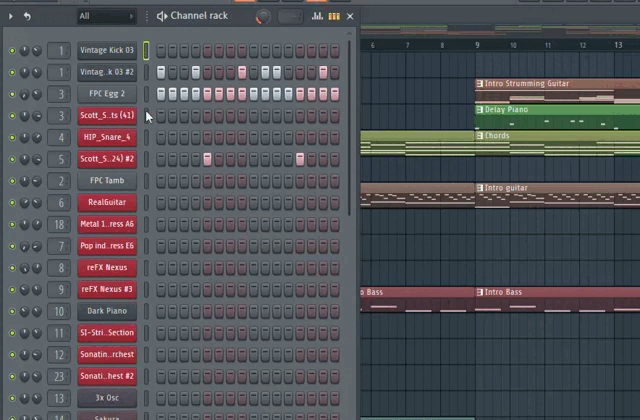 All
Channel rack
6 7 8 9 10 11 12 13
1 Vintage Kick 03
1 Vintag..k 03 #2
3 FPC Egg 2
3 Scott_S..ts (41)
4 HIP_Snare_4
5 Scott_S..24) #2
2 FPC Tamb
6 RealGuitar
18 Metal 1..ress A6
7 Pop ind..ress E6
8 reFX Nexus
9 reFX Nexus #3
10 Dark Piano
11 SI-Stri..Section
12 Sonatin..rchest
23 Sonati..hest #2
13 3x Osc
14 Sakura
Intro Strumming Guitar
Delay Piano
Chords
Intro guitar
o Bass
Intro Bass